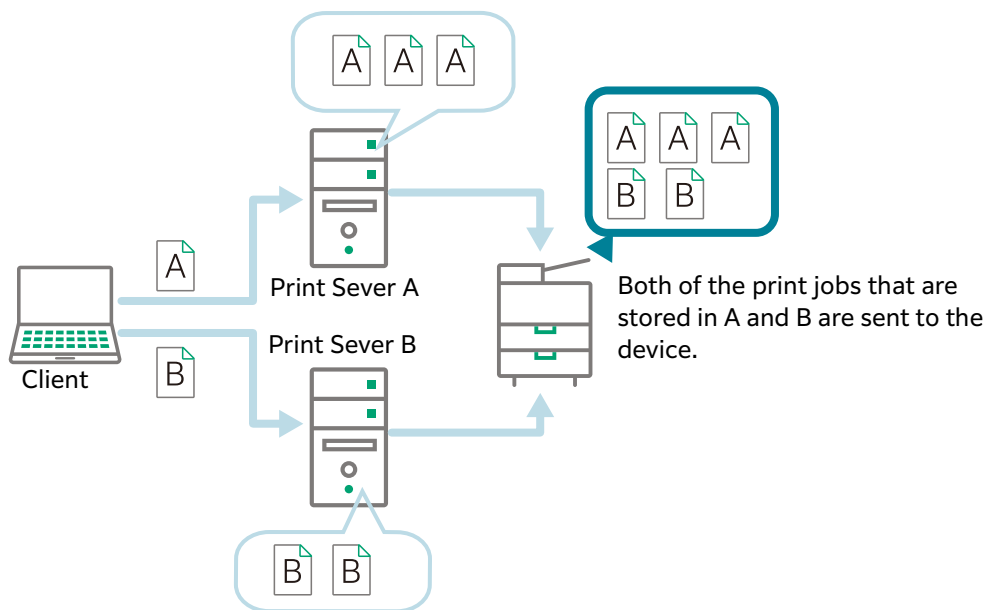 A A A
A A A
B B
A
Print Sever A
Both of the print jobs that are
stored in A and B are sent to the
device.
Print Sever B
B
Client
B B